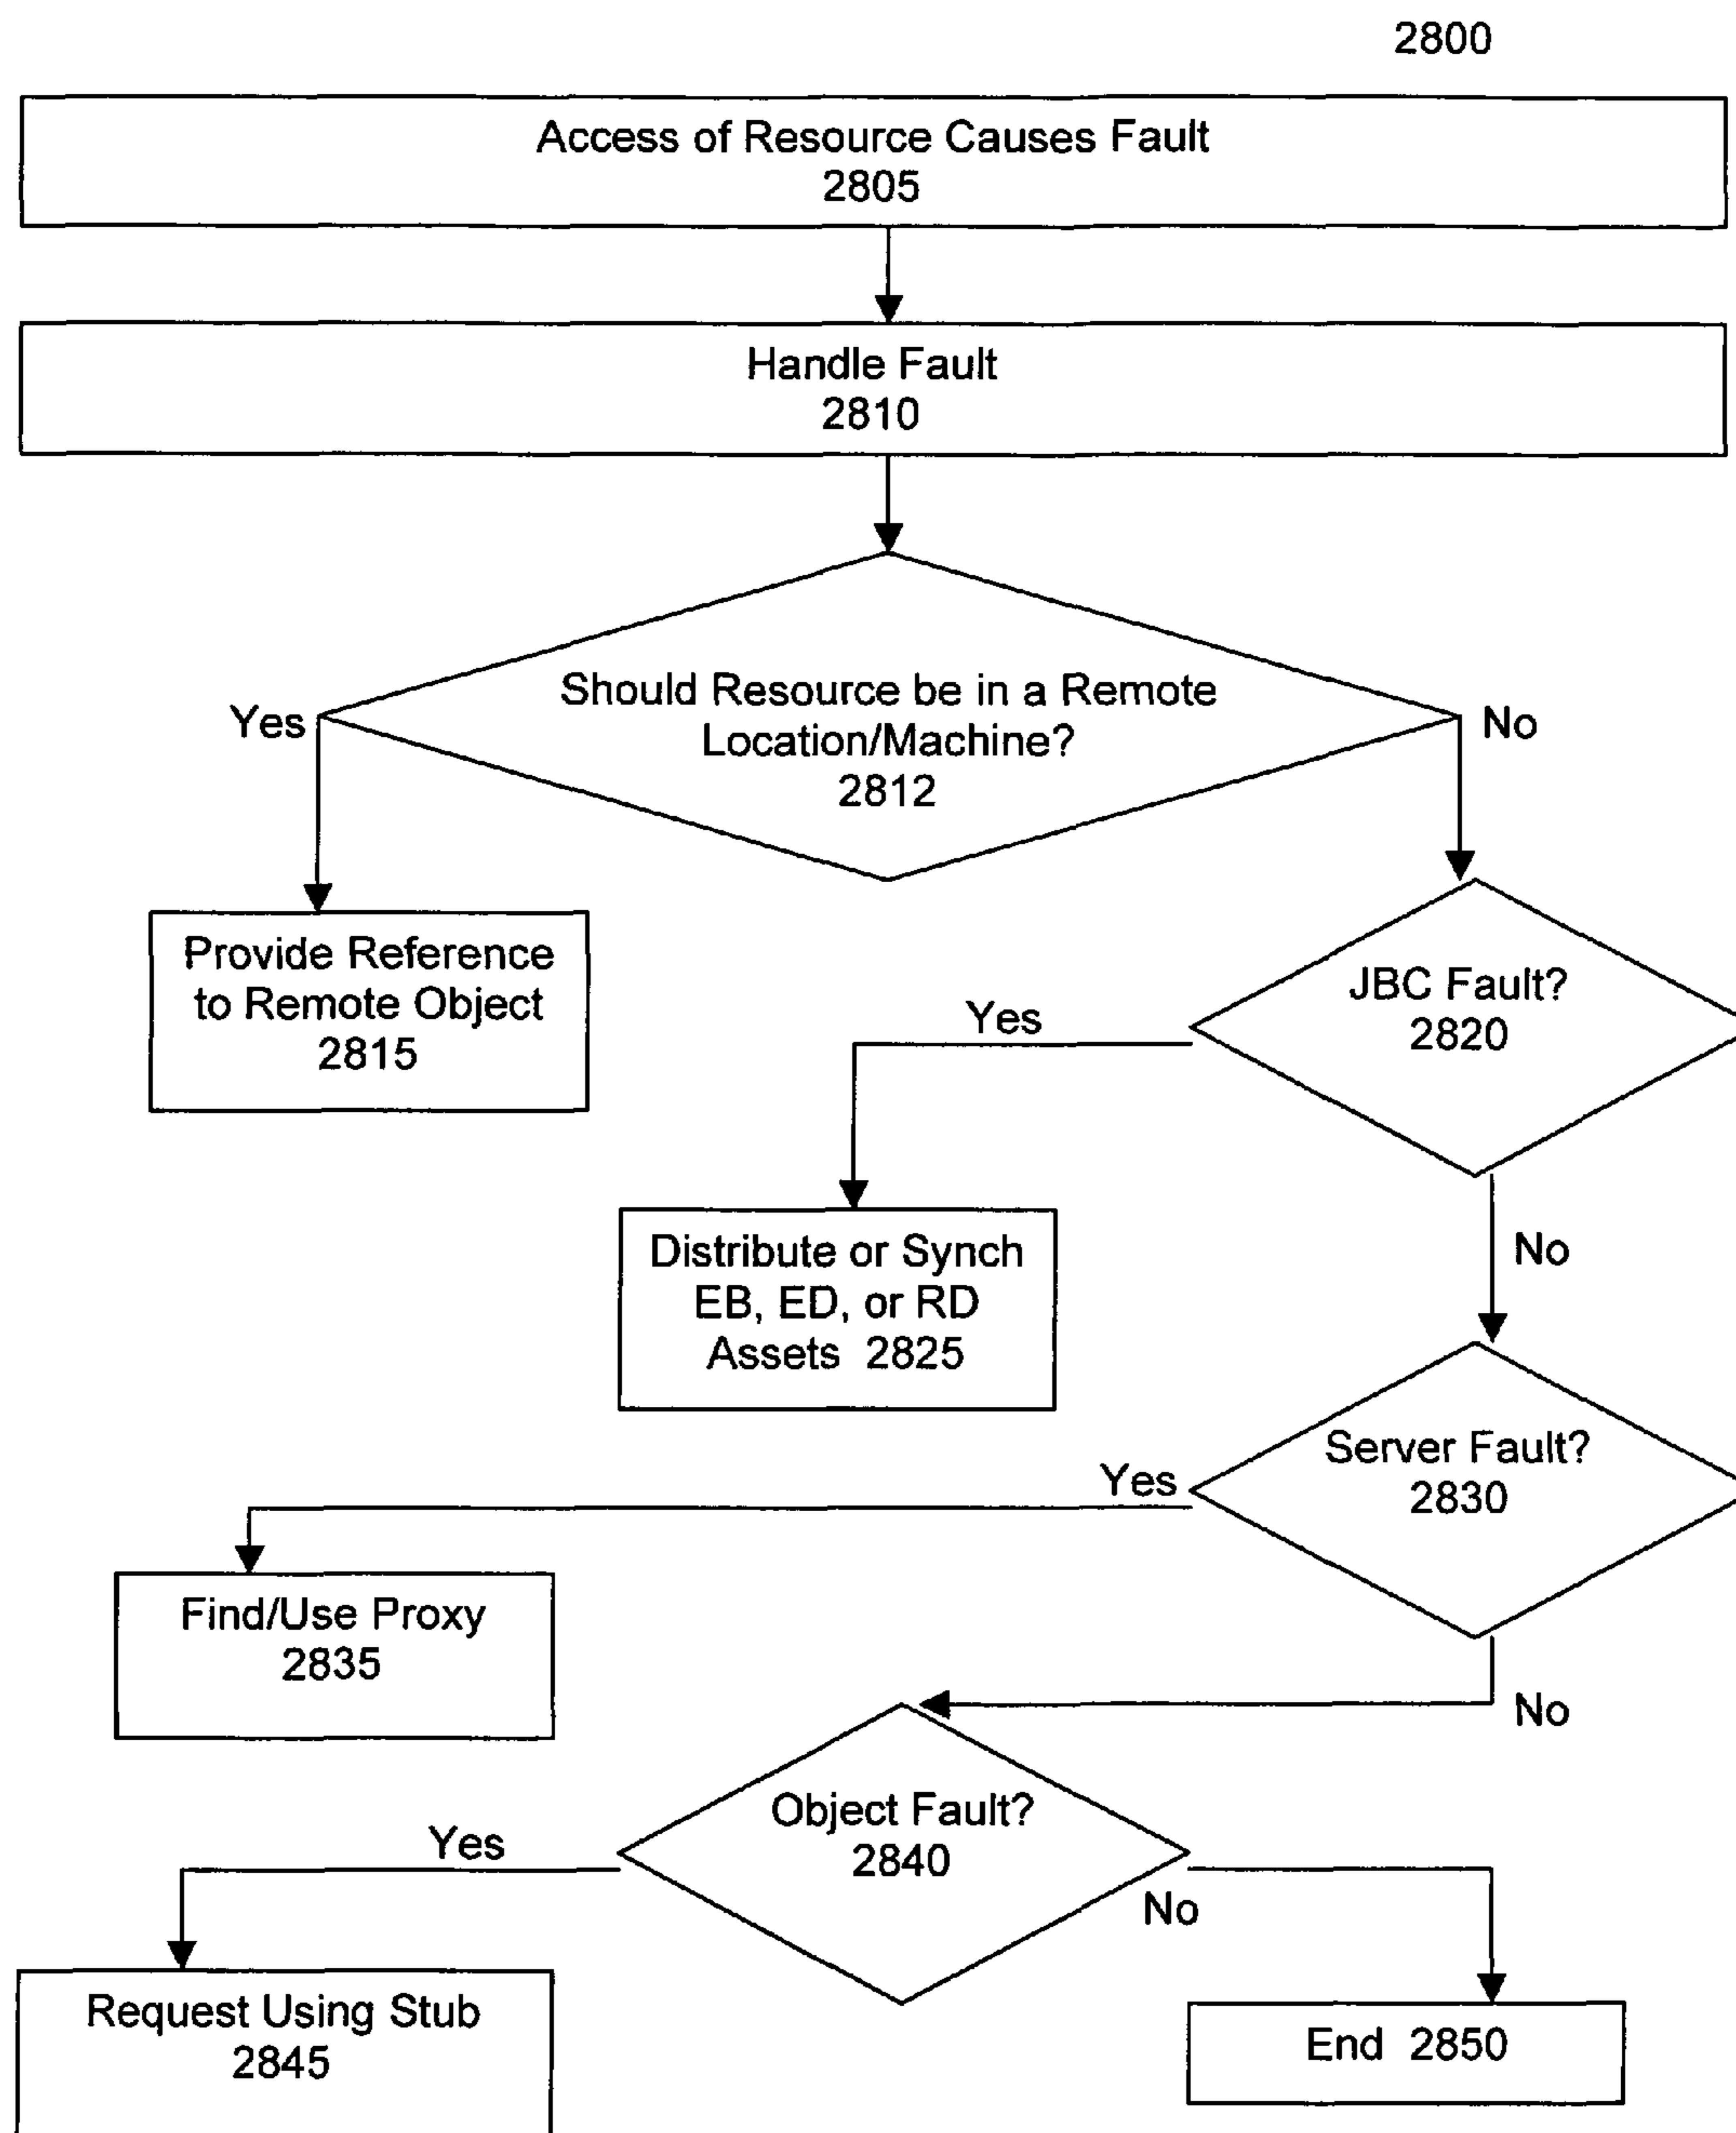 2800
Access of Resource Causes Fault
2805
Handle Fault
2810
Should Resource be in a Remote
Location/Machine?
2812
Yes
No
Provide Reference
to Remote Object
2815
JBC Fault?
2820
Yes
No
Distribute or Synch
EB, ED, or RD
Assets 2825
Server Fault?
2830
Yes
No
Find/Use Proxy
2835
Object Fault?
2840
Yes
No
Request Using Stub
2845
End 2850